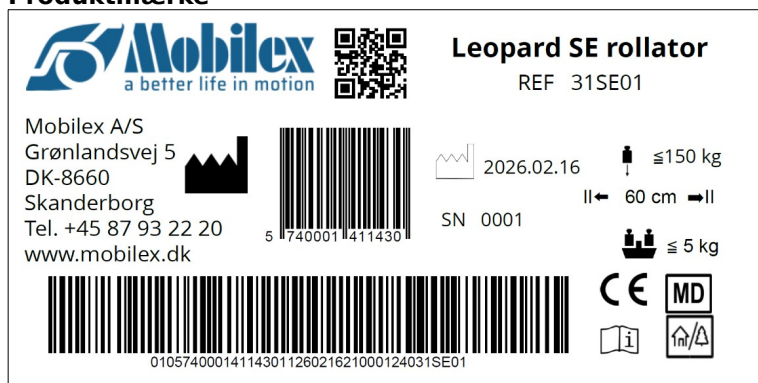 Produktmærke
Mobilex
a better life in motion
Leopard SE rollator
REF 31SE01
Mobilex A/S
Grønlandsvej 5
DK-8660
Skanderborg
Tel. +45 87 93 22 20
www.mobilex.dk
5 740001 411430
2026.02.16
SN 0001
≦150 kg
60 cm
≦ 5 kg
CE
MD
i
01057400014114301126021621000124031SE01